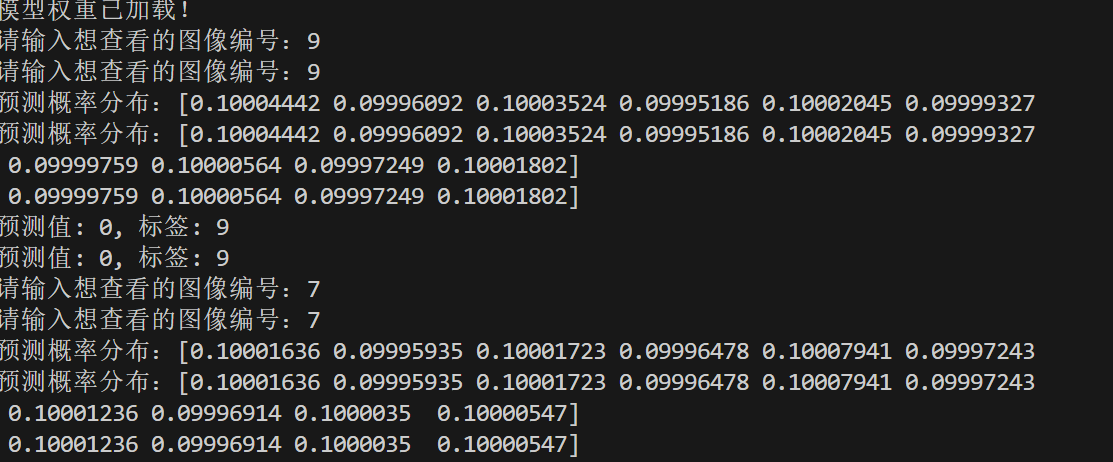 模型权重已加载！
请输入想查看的图像编号：9
请输入想查看的图像编号：9
预测概率分布：[0.10004442 0.09996092 0.10003524 0.09995186 0.10002045 0.09999327
预测概率分布：[0.10004442 0.09996092 0.10003524 0.09995186 0.10002045 0.09999327
0.09999759 0.10000564 0.09997249 0.10001802]
0.09999759 0.10000564 0.09997249 0.10001802]
预测值: 0, 标签: 9
预测值: 0, 标签: 9
请输入想查看的图像编号：7
请输入想查看的图像编号：7
预测概率分布：[0.10001636 0.09995935 0.10001723 0.09996478 0.10007941 0.09997243
预测概率分布：[0.10001636 0.09995935 0.10001723 0.09996478 0.10007941 0.09997243
0.10001236 0.09996914 0.1000035  0.10000547]
0.10001236 0.09996914 0.1000035  0.10000547]